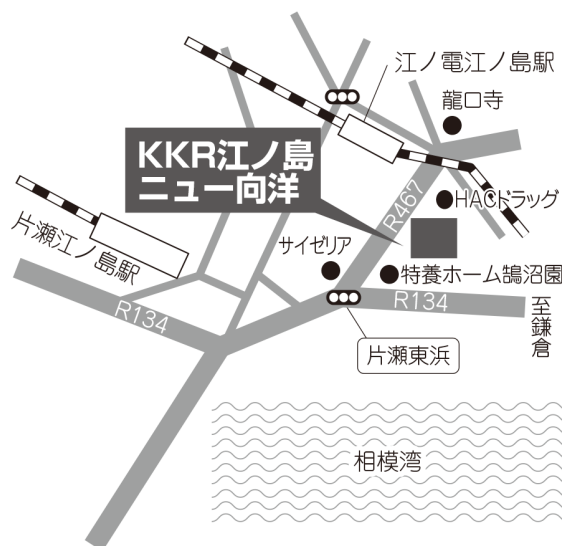 江ノ電江ノ島駅
龍口寺
KKR江ノ島
ニュー向洋
R467
HACドラッグ
片瀬江ノ島駅
サイゼリア
特養ホーム鵠沼園
R134
R134
至鎌倉
片瀬東浜
相模湾